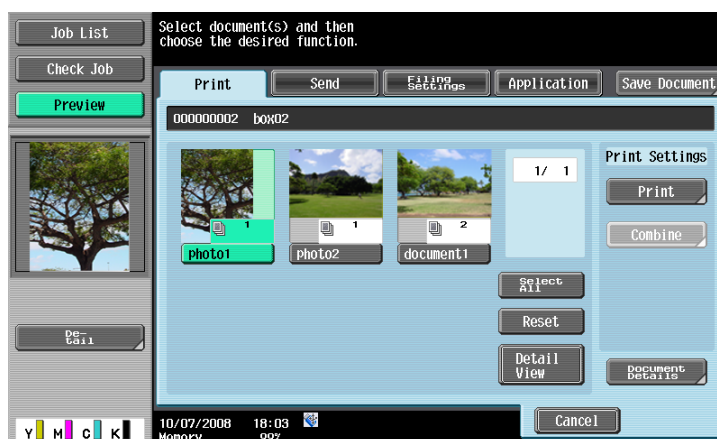 Job List
Check Job
Preview
De-
tail
Y M C K
Select document(s) and then
choose the desired function.
Print
Send
Filing
Settings
Application
Save Document
000000002 box02
1
photo1
1
photo2
2
document1
1/ 1
Select
All
Reset
Detail
View
Print Settings
Print
Combine
Document
Details
10/07/2008 18:03
Memory 99%
Cancel